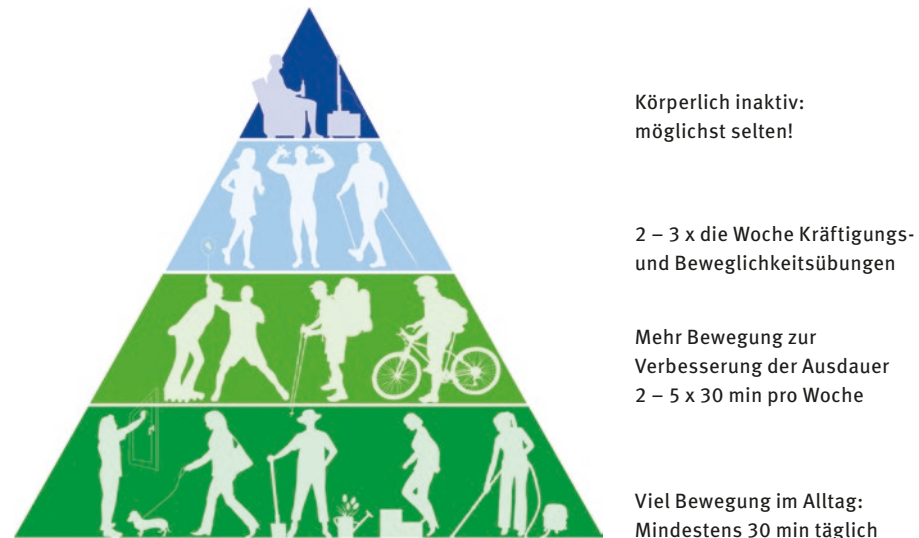 Körperlich inaktiv:
möglichst selten!
2 – 3 x die Woche Kräftigungs-
und Beweglichkeitsübungen
Mehr Bewegung zur
Verbesserung der Ausdauer
2 – 5 x 30 min pro Woche
Viel Bewegung im Alltag:
Mindestens 30 min täglich